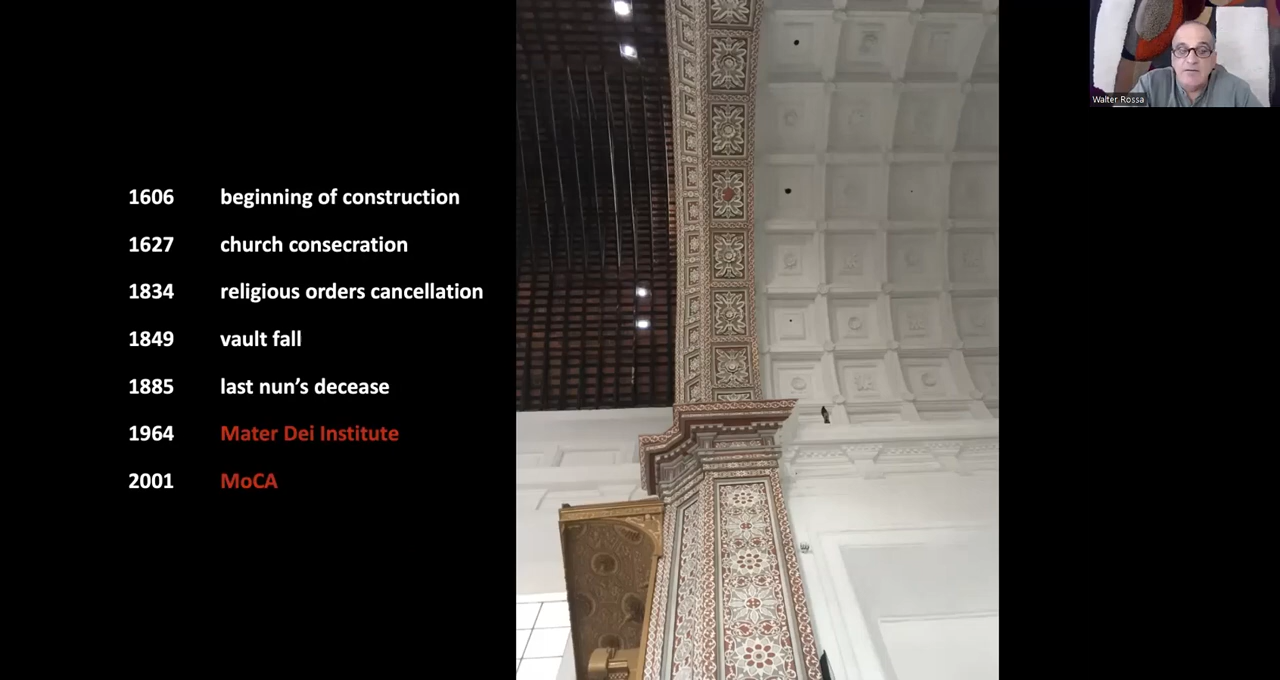 1606 beginning of construction
1627 church consecration
1834 religious orders cancellation
1849 vault fall
1885 last nun’s decease
1964 Mater Dei Institute
2001 MoCA
Walter Rossa